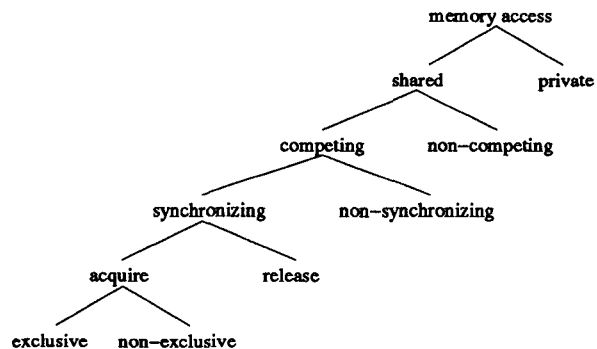 memory access
shared private
competing non-competing
synchronizing non-synchronizing
acquire release
exclusive non-exclusive